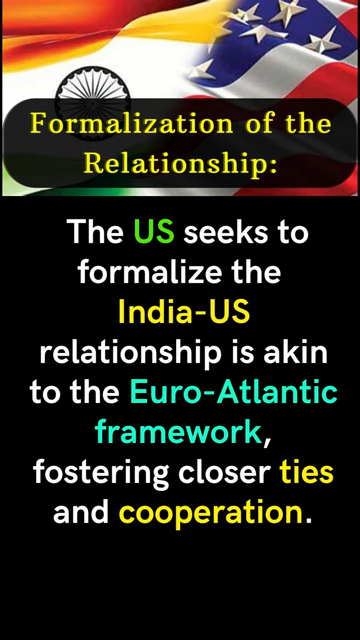 Formalization of the
Relationship:
The US seeks to
formalize the
India-US
relationship is akin
to the Euro-Atlantic
framework,
fostering closer ties
and cooperation.